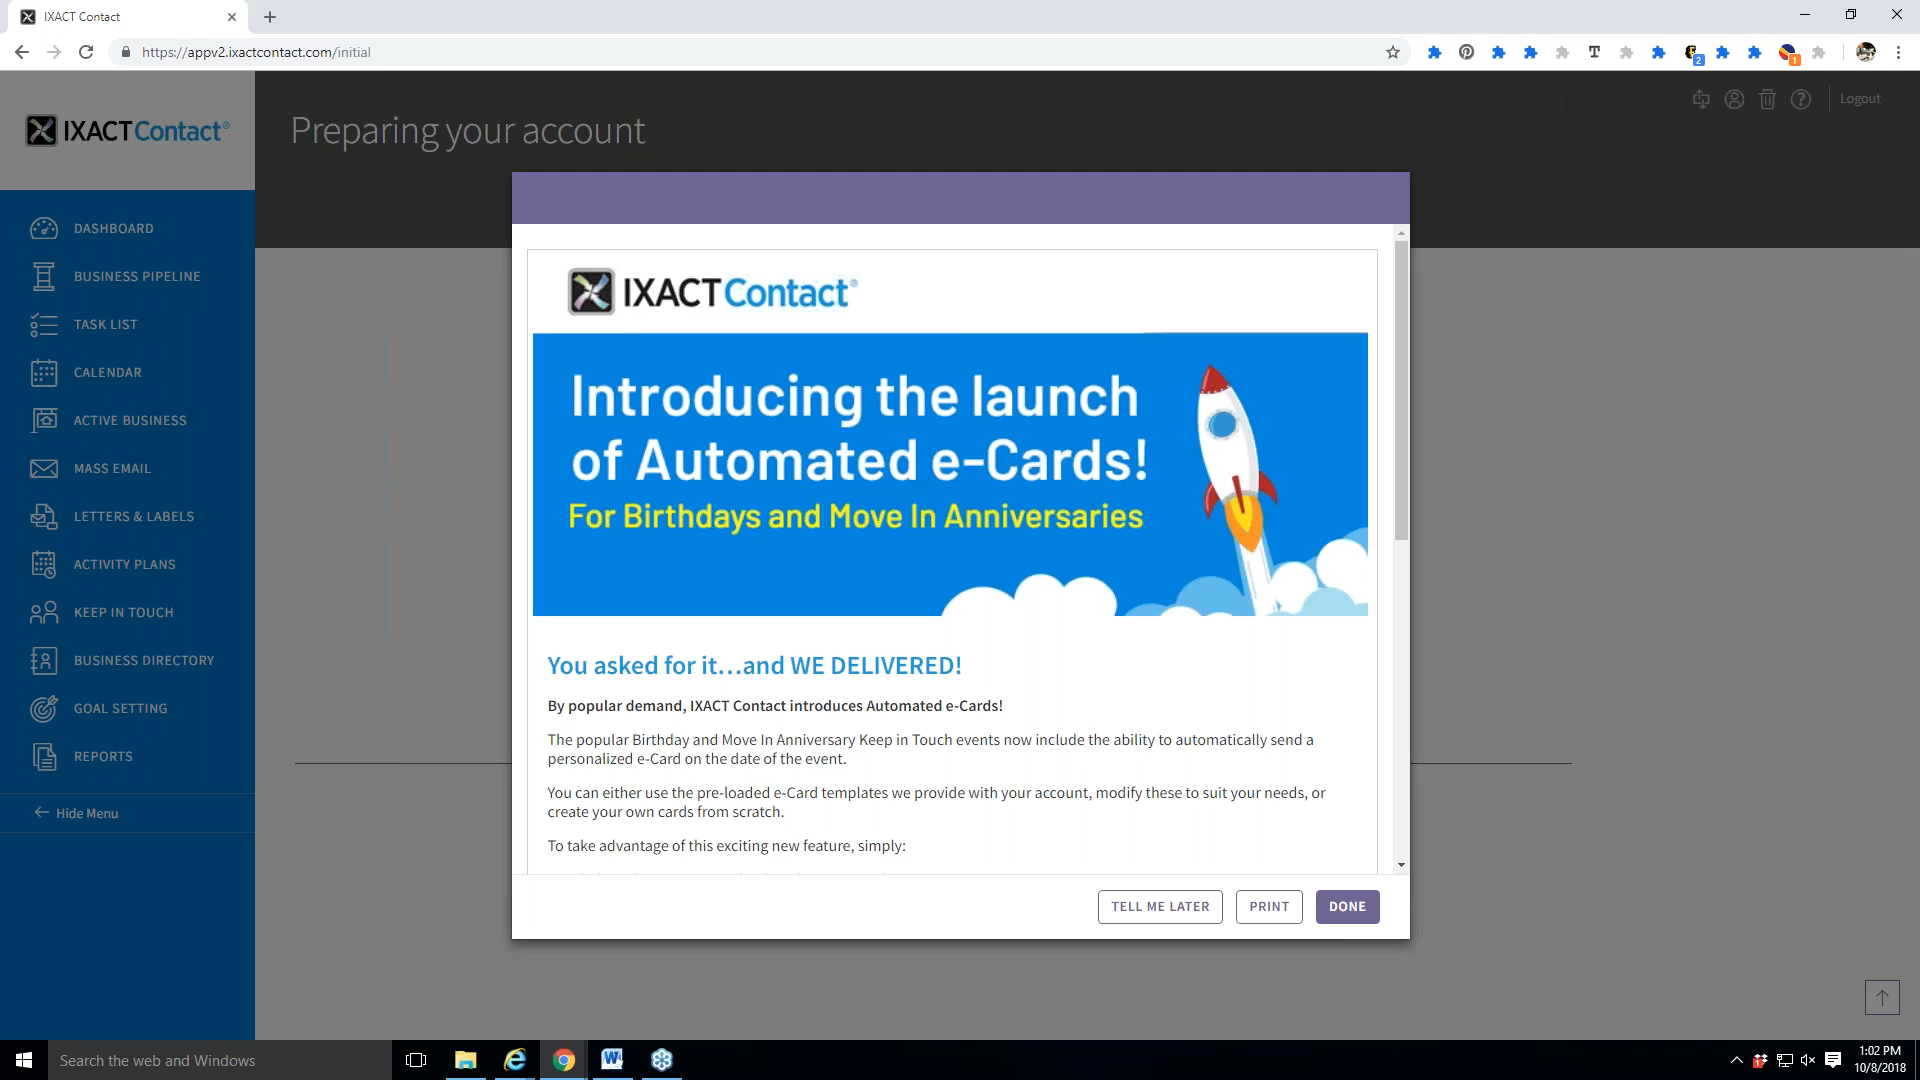 IXACT Contact
https://appv2.ixactcontact.com/initial
T
2
1
IXACTContact®
Preparing your account
Logout
DASHBOARD
BUSINESS PIPELINE
TASK LIST
CALENDAR
ACTIVE BUSINESS
MASS EMAIL
LETTERS & LABELS
ACTIVITY PLANS
KEEP IN TOUCH
BUSINESS DIRECTORY
GOAL SETTING
REPORTS
Hide Menu
IXACTContact®
Introducing the launch
of Automated e-Cards!
For Birthdays and Move In Anniversaries
You asked for it...and WE DELIVERED!
By popular demand, IXACT Contact introduces Automated e-Cards!
The popular Birthday and Move In Anniversary Keep in Touch events now include the ability to automatically send a
personalized e-Card on the date of the event.
You can either use the pre-loaded e-Card templates we provide with your account, modify these to suit your needs, or
create your own cards from scratch.
To take advantage of this exciting new feature, simply:
TELL ME LATER
PRINT
DONE
Search the web and Windows
1:02 PM
10/8/2018